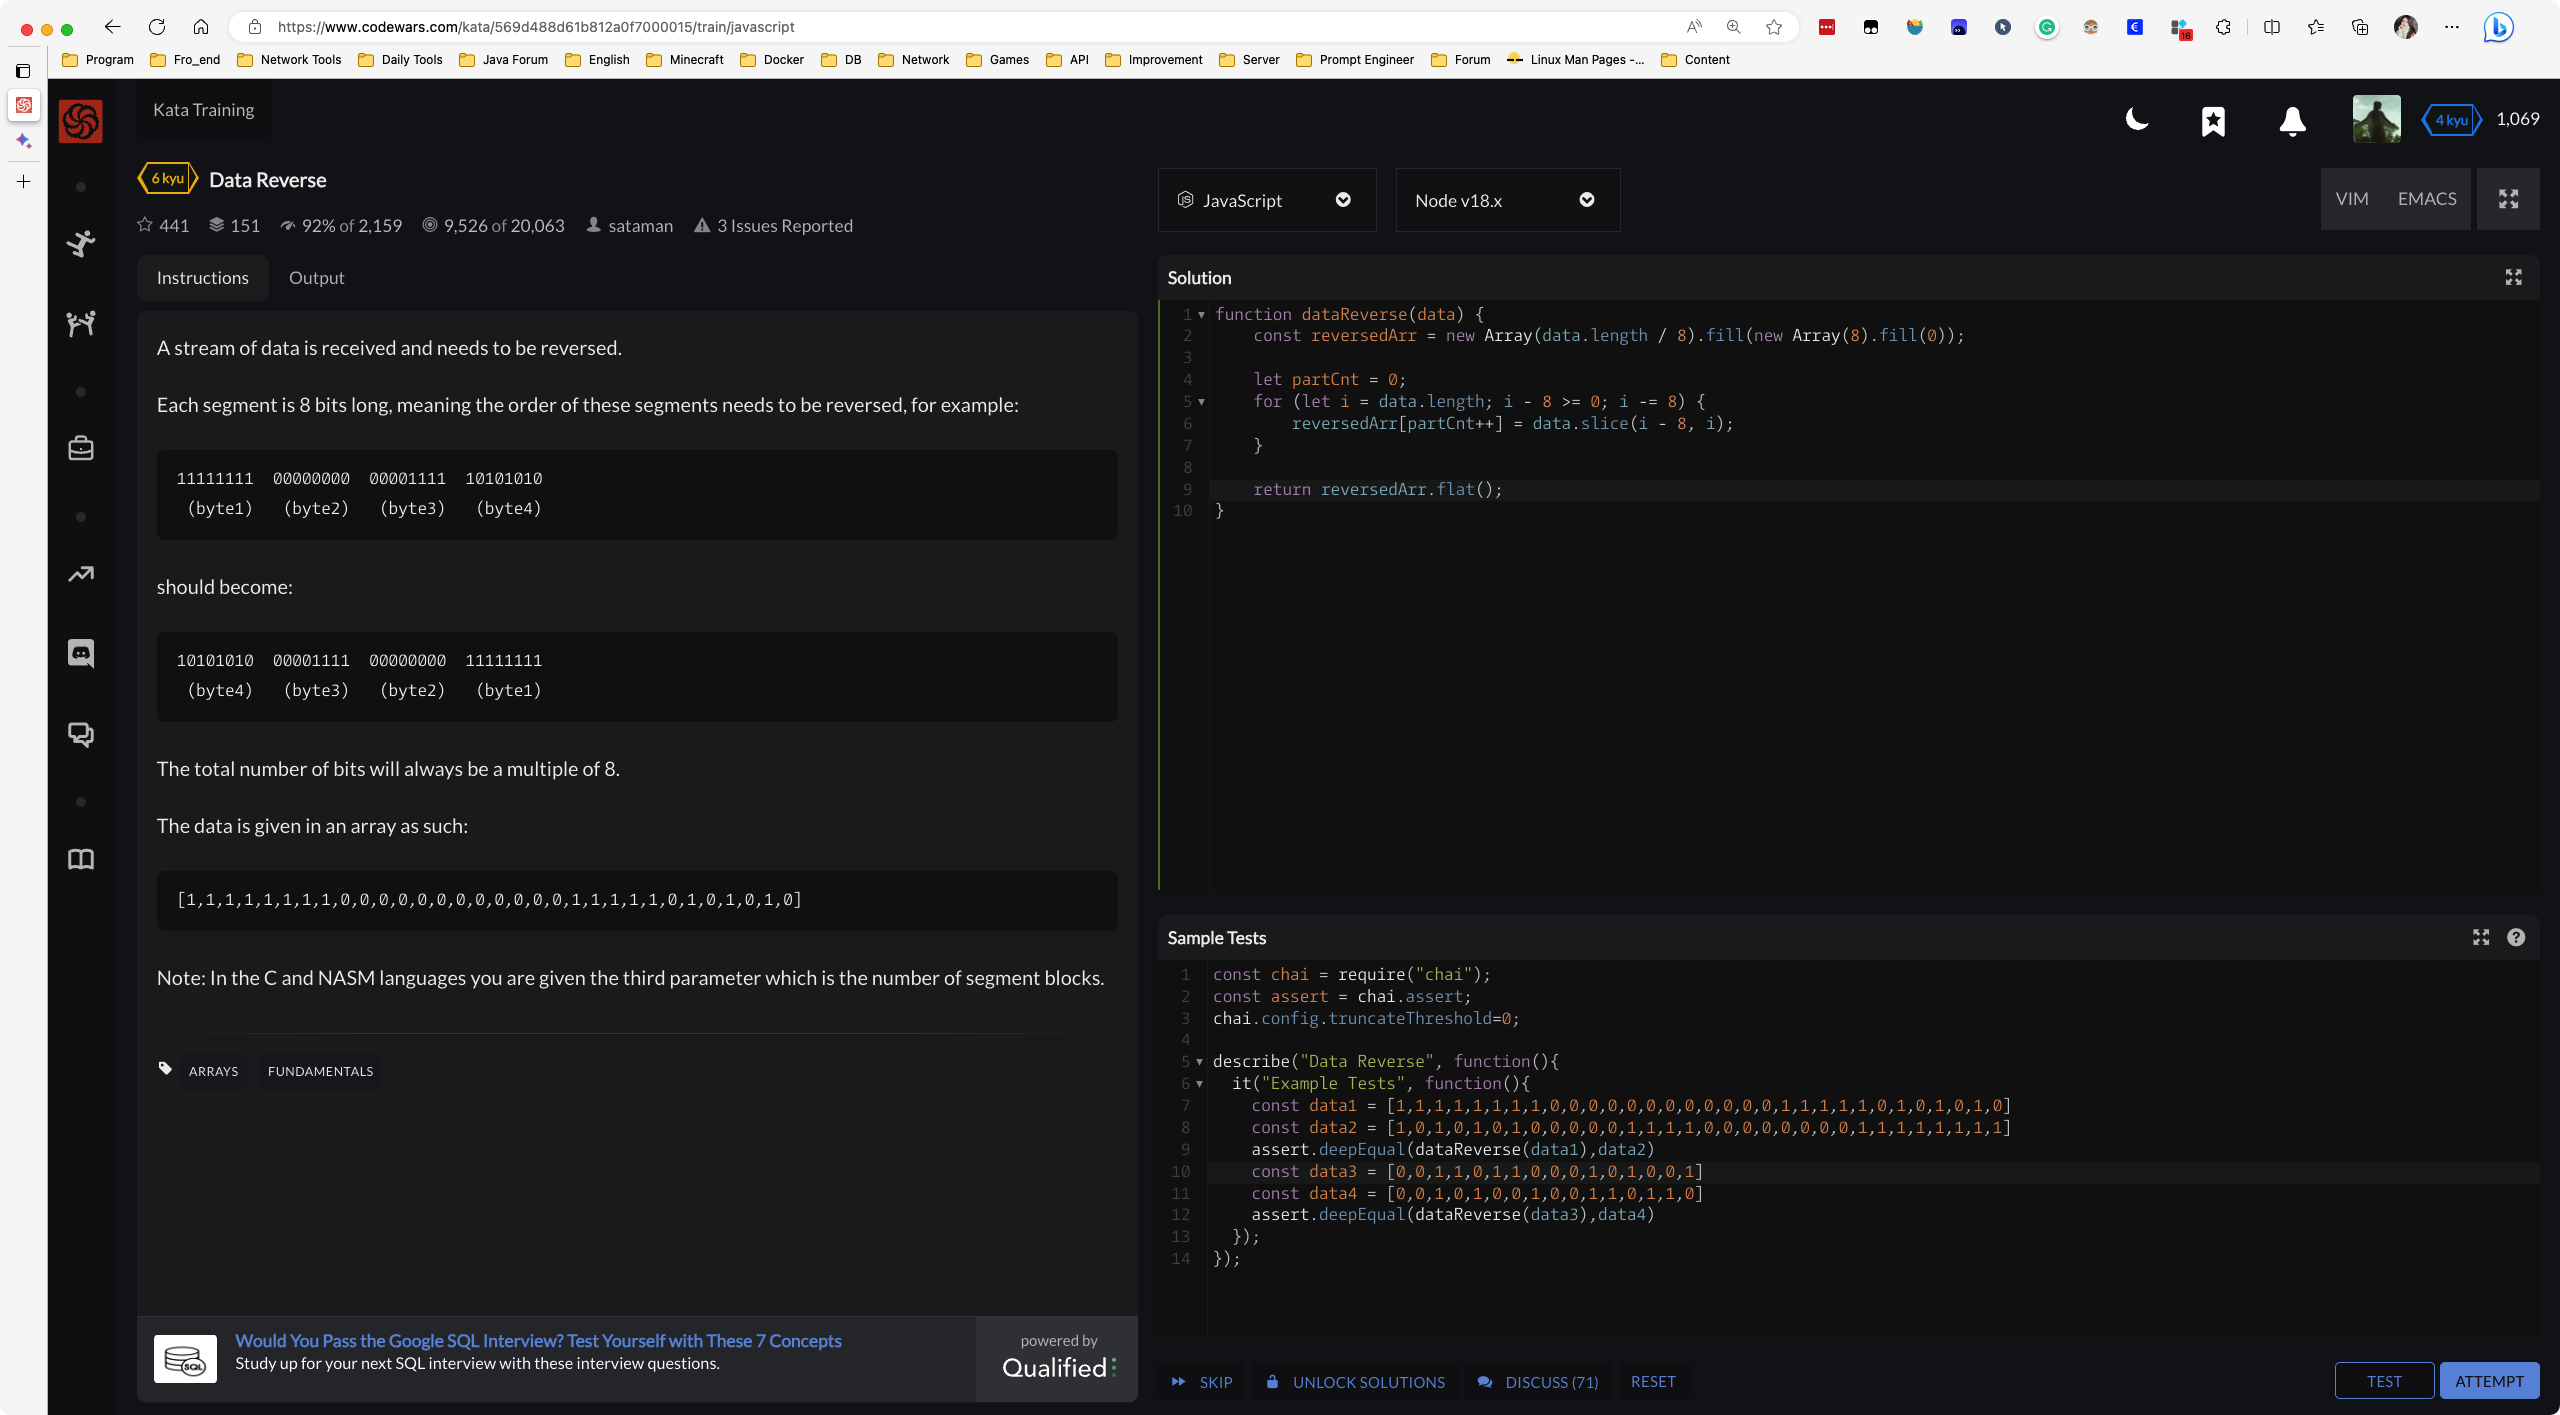 https://www.codewars.com/kata/569d488d61b812a0f7000015/train/javascript
16
Program Fro_end Network Tools Daily Tools Java Forum English Minecraft Docker DB Network Games API Improvement Server Prompt Engineer Forum Linux Man Pages -... Content
Kata Training
4 kyu 1,069
6 kyu Data Reverse
441 151 92% of 2,159 9,526 of 20,063 sataman 3 Issues Reported
Instructions Output
A stream of data is received and needs to be reversed.
Each segment is 8 bits long, meaning the order of these segments needs to be reversed, for example:
11111111 00000000 00001111 10101010
(byte1) (byte2) (byte3) (byte4)
should become:
10101010 00001111 00000000 11111111
(byte4) (byte3) (byte2) (byte1)
The total number of bits will always be a multiple of 8.
The data is given in an array as such:
[1,1,1,1,1,1,1,1,0,0,0,0,0,0,0,0,0,0,0,0,1,1,1,1,1,0,1,0,1,0,1,0]
Note: In the C and NASM languages you are given the third parameter which is the number of segment blocks.
ARRAYS FUNDAMENTALS
SQL
Would You Pass the Google SQL Interview? Test Yourself with These 7 Concepts
Study up for your next SQL interview with these interview questions.
powered by
Qualified
JavaScript Node v18.x VIM EMACS
Solution
1 function dataReverse(data) {
2 const reversedArr = new Array(data.length / 8).fill(new Array(8).fill(0));
3
4 let partCnt = 0;
5 for (let i = data.length; i - 8 >= 0; i -= 8) {
6 reversedArr[partCnt++] = data.slice(i - 8, i);
7 }
8
9 return reversedArr.flat();
10 }
Sample Tests
1 const chai = require("chai");
2 const assert = chai.assert;
3 chai.config.truncateThreshold=0;
4
5 describe("Data Reverse", function(){
6 it("Example Tests", function(){
7 const data1 = [1,1,1,1,1,1,1,1,0,0,0,0,0,0,0,0,0,0,0,0,1,1,1,1,1,0,1,0,1,0,1,0]
8 const data2 = [1,0,1,0,1,0,1,0,0,0,0,0,1,1,1,1,0,0,0,0,0,0,0,0,1,1,1,1,1,1,1,1]
9 assert.deepEqual(dataReverse(data1),data2)
10 const data3 = [0,0,1,1,0,1,1,0,0,0,1,0,1,0,0,1]
11 const data4 = [0,0,1,0,1,0,0,1,0,0,1,1,0,1,1,0]
12 assert.deepEqual(dataReverse(data3),data4)
13 });
14 });
SKIP UNLOCK SOLUTIONS DISCUSS (71) RESET TEST ATTEMPT